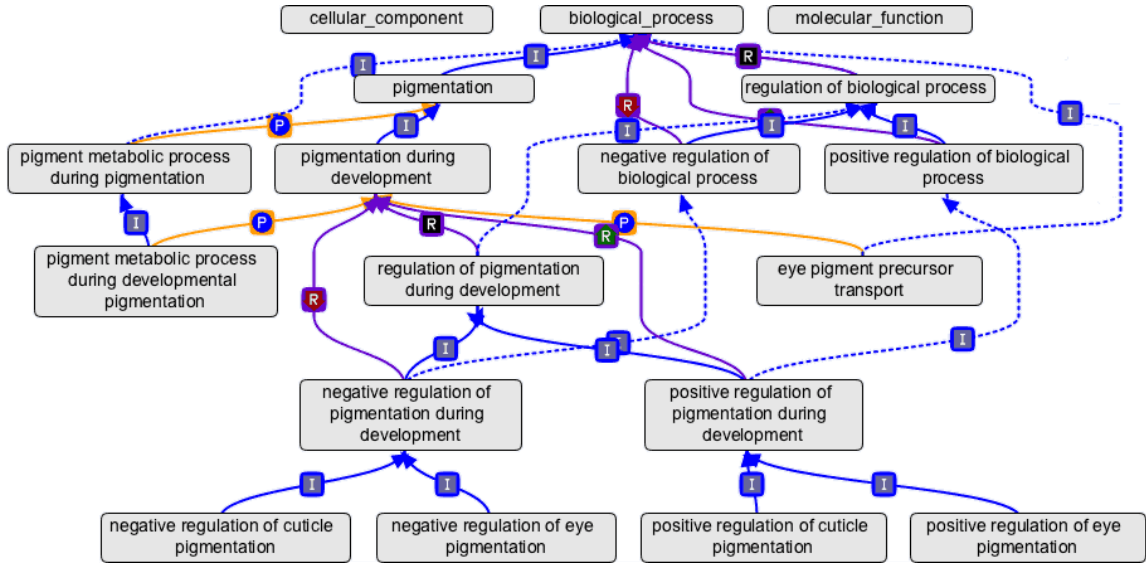 cellular_component
biological_process
molecular_function
I
I
R
pigmentation
regulation of biological process
R
I
P
I
I
I
I
pigment metabolic process
during pigmentation
pigmentation during
development
negative regulation of
biological process
positive regulation of biological
process
I
P
R
R
P
pigment metabolic process
during developmental
pigmentation
regulation of pigmentation
during development
eye pigment precursor
transport
R
I
I
I
negative regulation of
pigmentation during
development
positive regulation of
pigmentation during
development
I
I
I
I
negative regulation of cuticle
pigmentation
negative regulation of eye
pigmentation
positive regulation of cuticle
pigmentation
positive regulation of eye
pigmentation